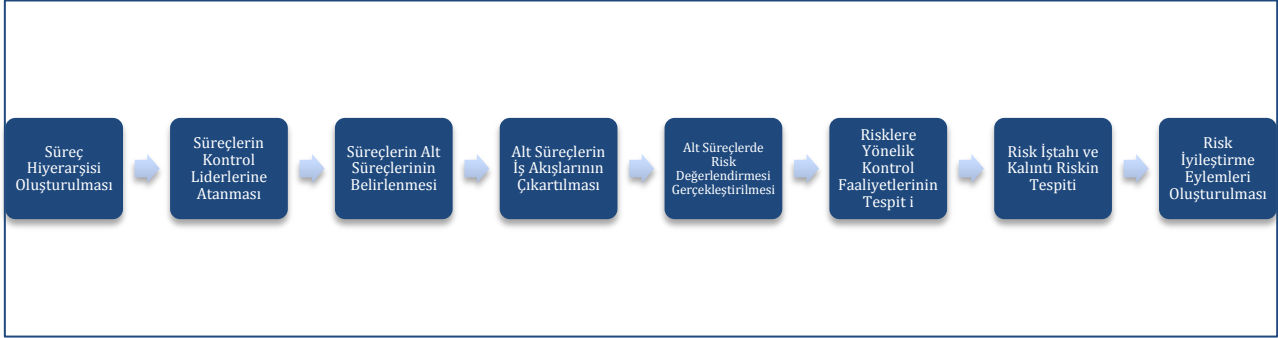 Süreç
Hiyerarşisi
Oluşturulması
Süreçlerin
Kontrol
Liderlerine
Atanması
Süreçlerin Alt
Süreçlerinin
Belirlenmesi
Alt Süreçlerin
İş Akışlarının
Çıkartılması
Alt Süreçlerde
Risk
Değerlendirmesi
Gerçekleştirilmesi
Risklere
Yönelik
Kontrol
Faaliyetlerinin
Tespit i
Risk İştahı ve
Kalıntı Riskin
Tespiti
Risk
İyileştirme
Eylemleri
Oluşturulması